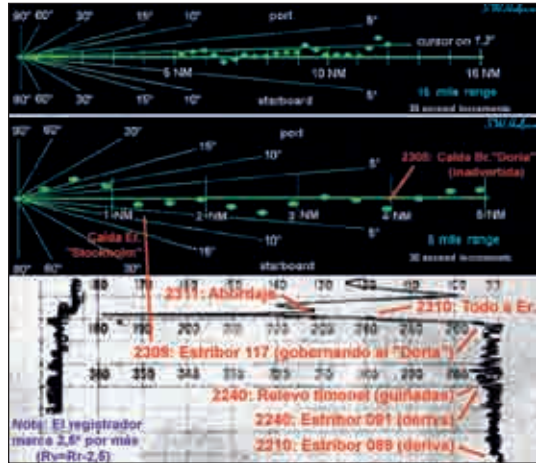 90° 60° 30° 15° 10° port 5°
cursor on 1.3°
5 NM 10 NM 15 NM
90° 60° 30° 15° 10° starboard 5°
15 mile range
30 second increments
90° 60° 30° port
15° 10° 5°
2305: Caída Br. "Doria"
(inadvertida)
1 NM 2 NM 3 NM 4 NM 5 NM
Caída Er.
"Stockholm"
90° 60° 30° 15° 10° starboard 5°
5 mile range
30 second increments
2311: Abordaje
2310: Todo a Er.
2309: Estribor 117 (gobernando al "Doria")
2240: Relevo timonel (guiñadas)
2240: Estribor 091 (deriva)
2210: Estribor 089 (deriva)
Nota: El registrador
marca 2,5° por más
(Rv=Rr-2,5)